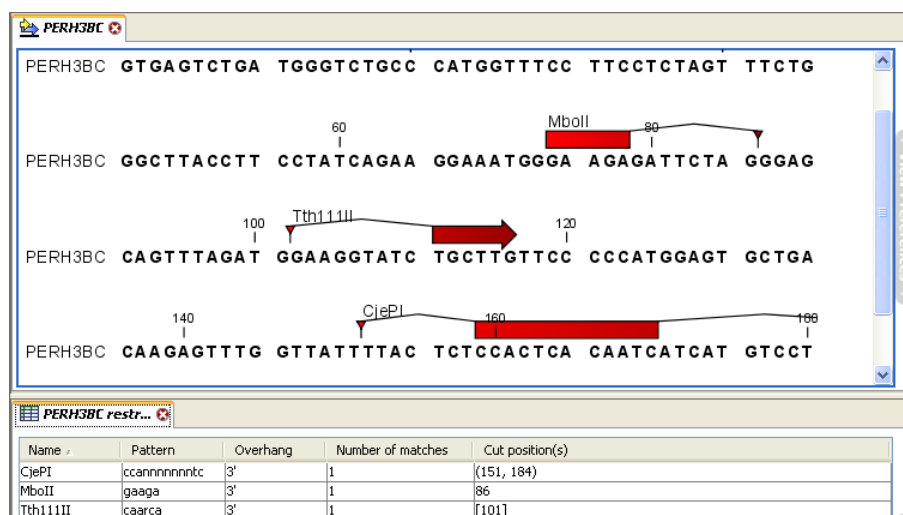 PERH3BC
PERH3BC GTGAGTCTGA TGGGTCTGCC CATGGTTTCC TTCCTCTAGT TTCTG
60 MboII 80
PERH3BC GGCTTACCTT CCTATCAGAA GGAAATGGGA AGAGATTCTA GGGAG
100 Tth111II 120
PERH3BC CAGTTTAGAT GGAAGGTATC TGCTTGTTCC CCCATGGAGT GCTGA
140 CjePI 160 180
PERH3BC CAAGAGTTTG GTTATTTTAC TCTCCACTCA CAATCATCAT GTCCT
PERH3BC restr...
Name Pattern Overhang Number of matches Cut position(s)
CjePI ccannnnnnntc 3' 1 (151, 184)
MboII gaaga 3' 1 86
Tth111II caarca 3' 1 [101]